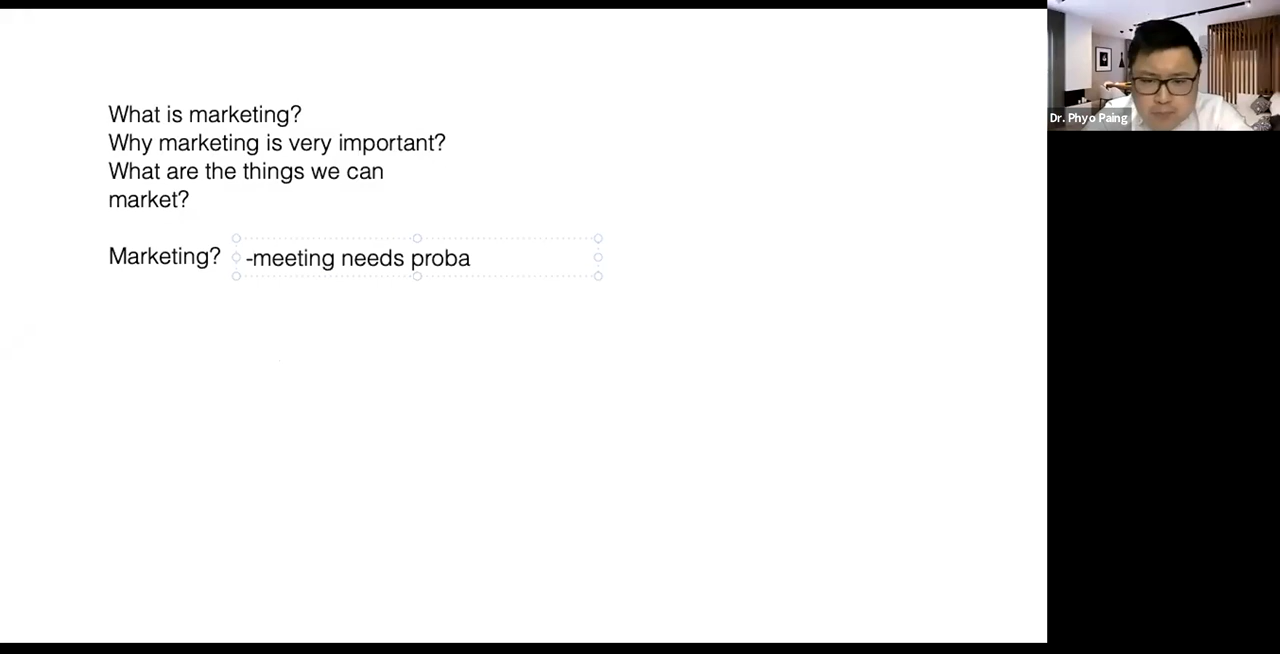 What is marketing?
Why marketing is very important?
What are the things we can
market?
Marketing? -meeting needs proba
Dr. Phyo Paing